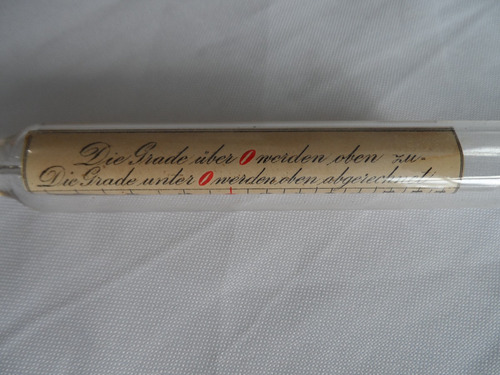 Die Grade über 0 werden oben zu-
Die Grade unter 0 werden oben abgerechnet